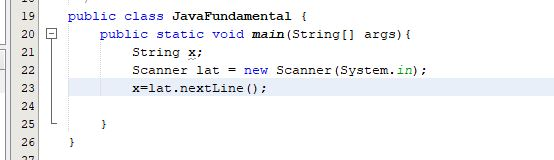 19 public class JavaFundamental {
20 public static void main(String[] args){
21 String x;
22 Scanner lat = new Scanner(System.in);
23 x=lat.nextLine();
24
25 }
26 }